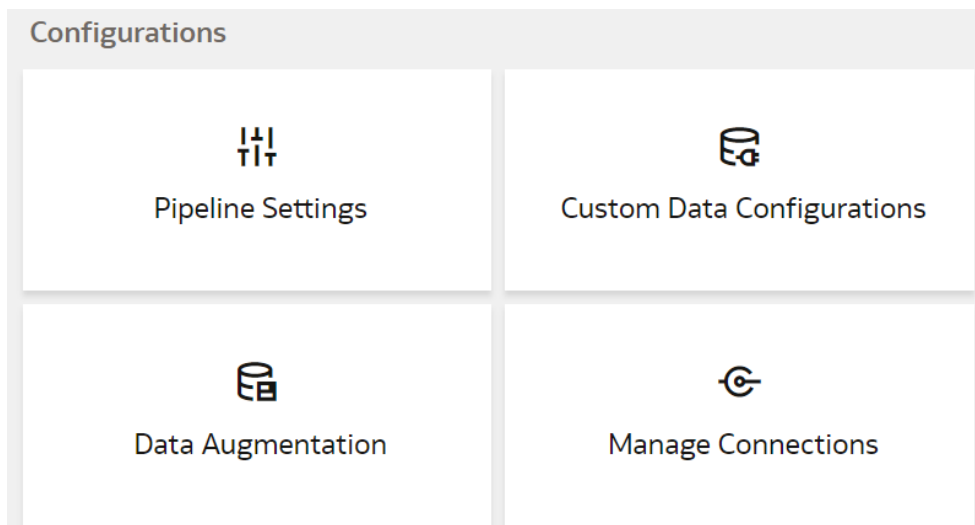 Configurations
Pipeline Settings
Custom Data Configurations
Data Augmentation
Manage Connections